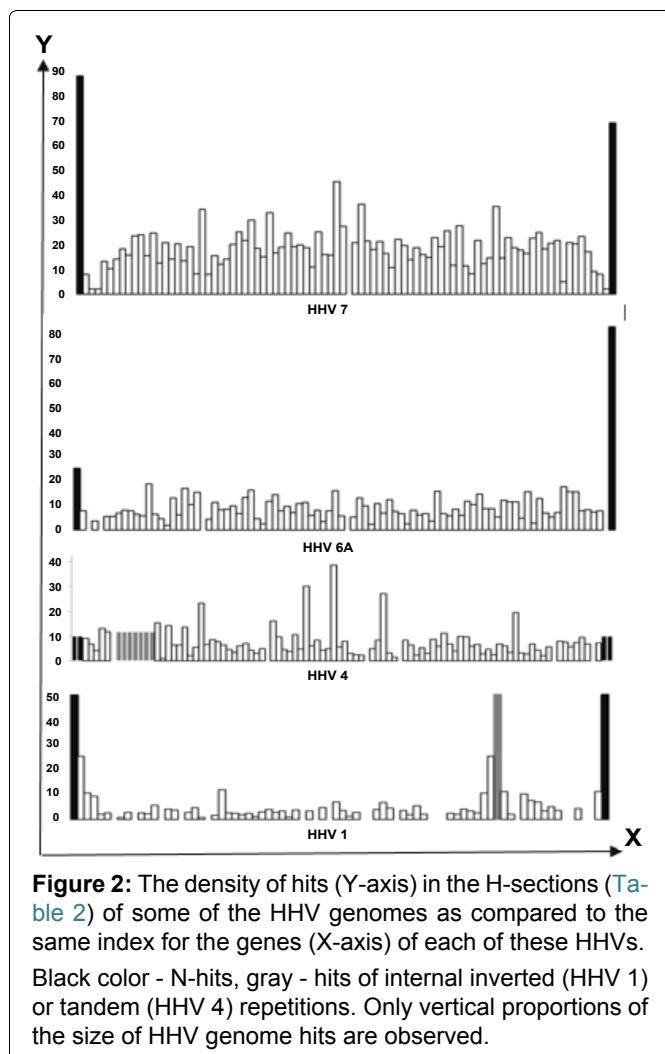 Y
90
80
70
60
50
40
30
20
10
0
HHV 7
80
70
60
50
40
30
20
10
0
HHV 6A
40
30
20
10
0
HHV 4
50
40
30
20
10
0
HHV 1
X
Figure 2: The density of hits (Y-axis) in the H-sections (Ta-
ble 2) of some of the HHV genomes as compared to the
same index for the genes (X-axis) of each of these HHVs.
Black color - N-hits, gray - hits of internal inverted (HHV 1)
or tandem (HHV 4) repetitions. Only vertical proportions of
the size of HHV genome hits are observed.